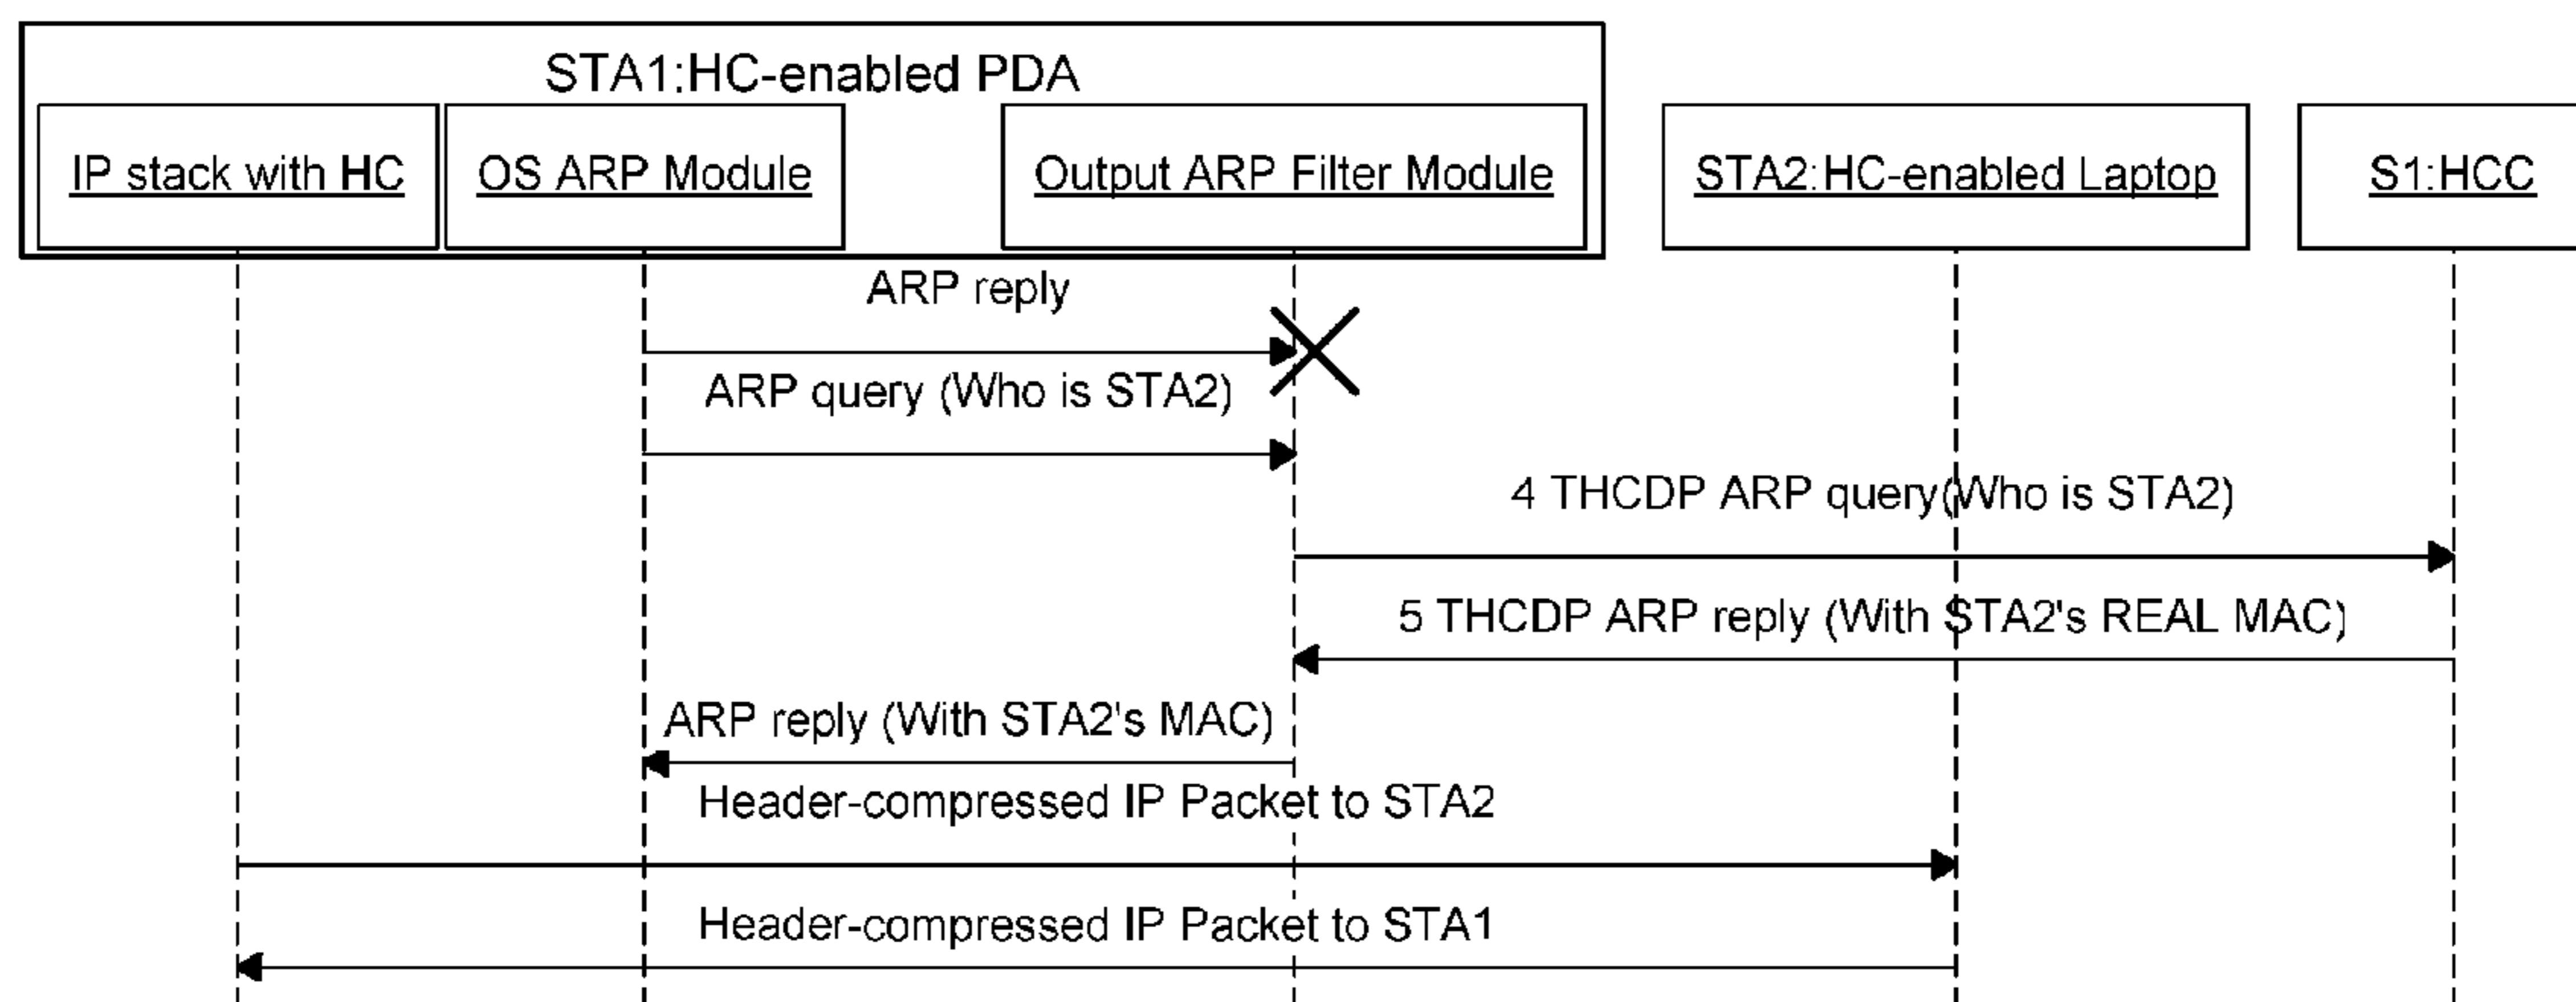 STA1:HC-enabled PDA
IP stack with HC
OS ARP Module
Output ARP Filter Module
STA2:HC-enabled Laptop
S1:HCC
ARP reply
ARP query (Who is STA2)
4 THCDP ARP query(Who is STA2)
5 THCDP ARP reply (With STA2's REAL MAC)
ARP reply (With STA2's MAC)
Header-compressed IP Packet to STA2
Header-compressed IP Packet to STA1